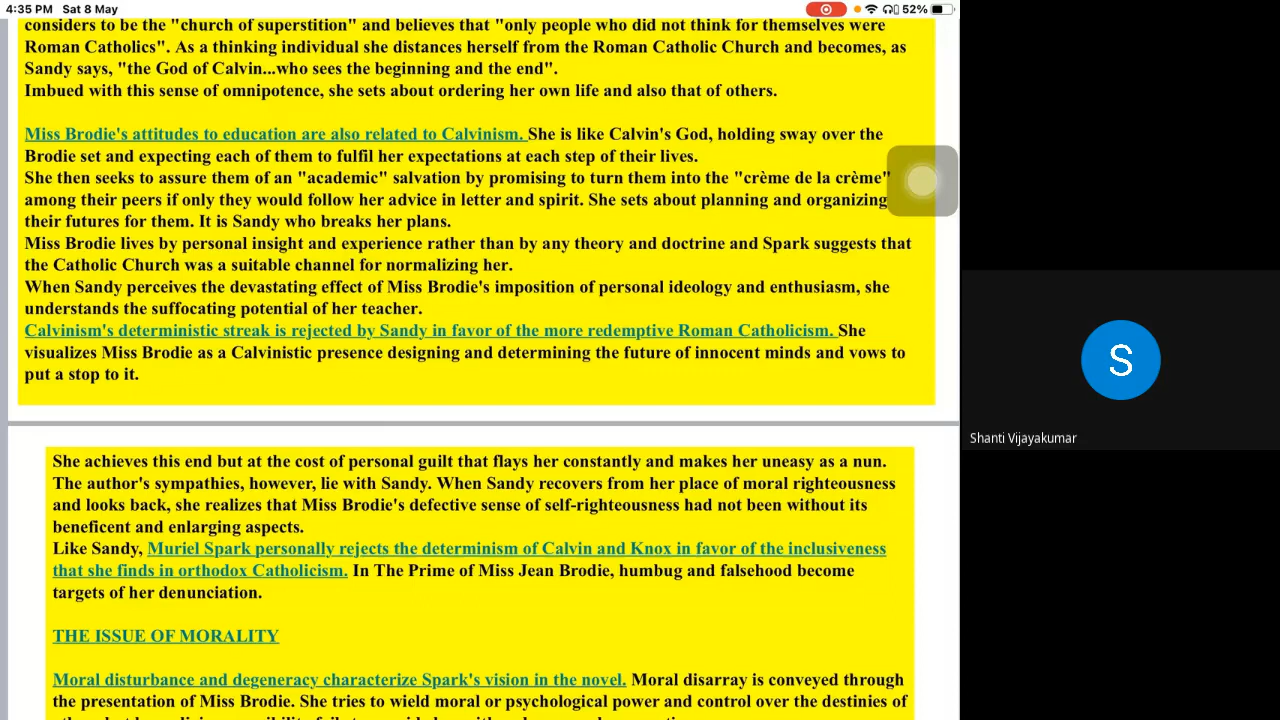 4:35 PM Sat 8 May
52%
considers to be the "church of superstition" and believes that "only people who did not think for themselves were
Roman Catholics". As a thinking individual she distances herself from the Roman Catholic Church and becomes, as
Sandy says, "the God of Calvin...who sees the beginning and the end".
Imbued with this sense of omnipotence, she sets about ordering her own life and also that of others.
Miss Brodie's attitudes to education are also related to Calvinism. She is like Calvin's God, holding sway over the
Brodie set and expecting each of them to fulfil her expectations at each step of their lives.
She then seeks to assure them of an "academic" salvation by promising to turn them into the "crème de la crème"
among their peers if only they would follow her advice in letter and spirit. She sets about planning and organizing
their futures for them. It is Sandy who breaks her plans.
Miss Brodie lives by personal insight and experience rather than by any theory and doctrine and Spark suggests that
the Catholic Church was a suitable channel for normalizing her.
When Sandy perceives the devastating effect of Miss Brodie's imposition of personal ideology and enthusiasm, she
understands the suffocating potential of her teacher.
Calvinism's deterministic streak is rejected by Sandy in favor of the more redemptive Roman Catholicism. She
visualizes Miss Brodie as a Calvinistic presence designing and determining the future of innocent minds and vows to
put a stop to it.
She achieves this end but at the cost of personal guilt that flays her constantly and makes her uneasy as a nun.
The author's sympathies, however, lie with Sandy. When Sandy recovers from her place of moral righteousness
and looks back, she realizes that Miss Brodie's defective sense of self-righteousness had not been without its
beneficent and enlarging aspects.
Like Sandy, Muriel Spark personally rejects the determinism of Calvin and Knox in favor of the inclusiveness
that she finds in orthodox Catholicism. In The Prime of Miss Jean Brodie, humbug and falsehood become
targets of her denunciation.
THE ISSUE OF MORALITY
Moral disturbance and degeneracy characterize Spark's vision in the novel. Moral disarray is conveyed through
the presentation of Miss Brodie. She tries to wield moral or psychological power and control over the destinies of
S
Shanti Vijayakumar